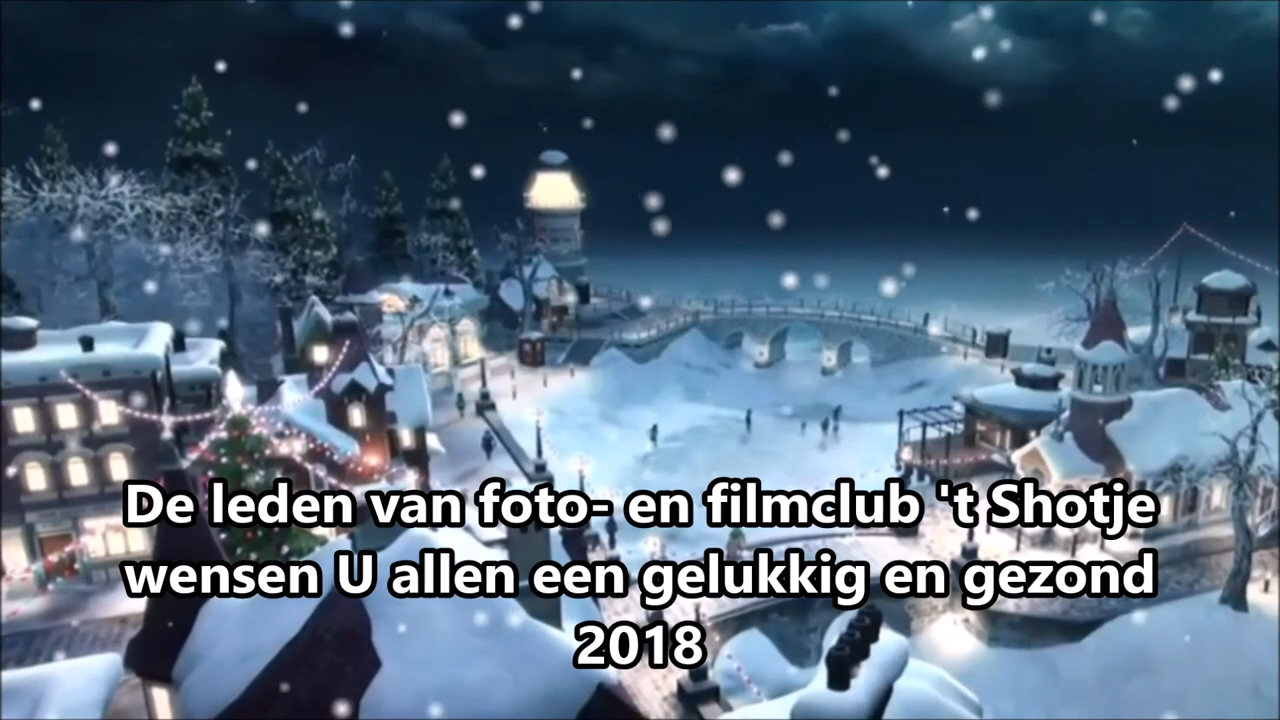 De leden van foto- en filmclub 't Shotje
wensen U allen een gelukkig en gezond
2018